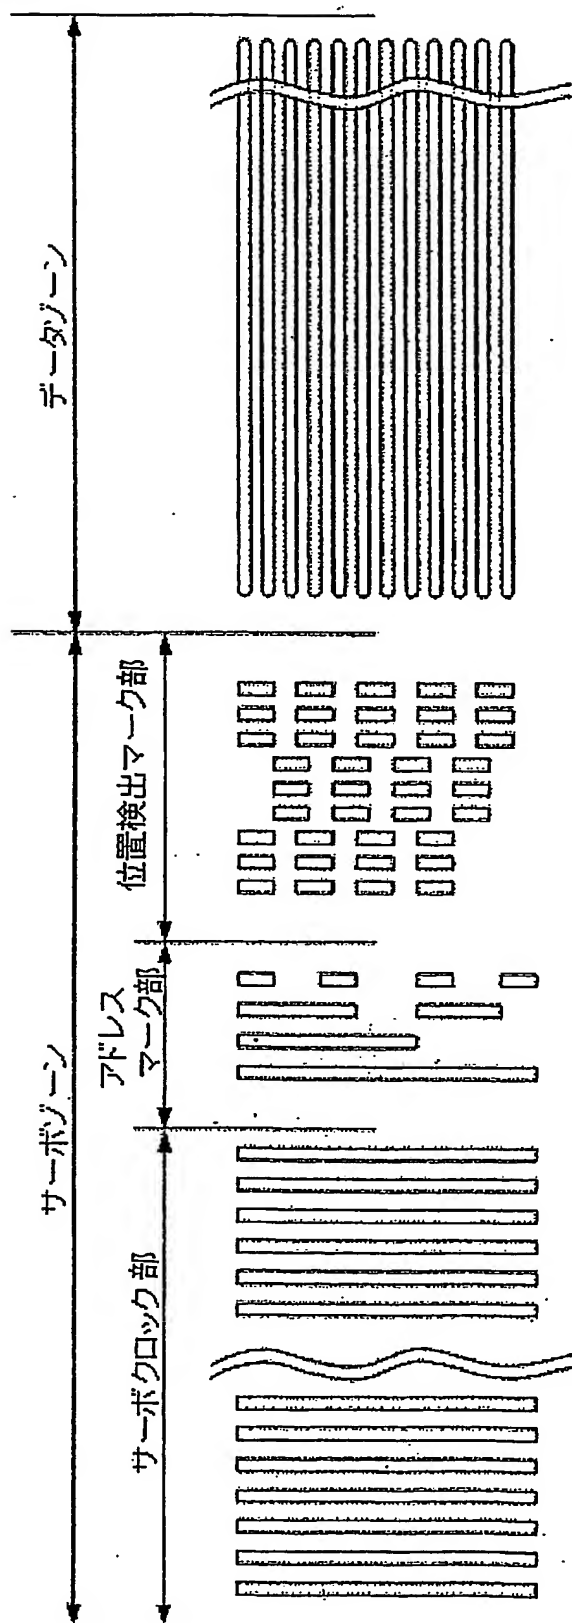 サーボゾーン
データゾーン
サーボクロック部
アドレス
マーク部
位置検出マーク部